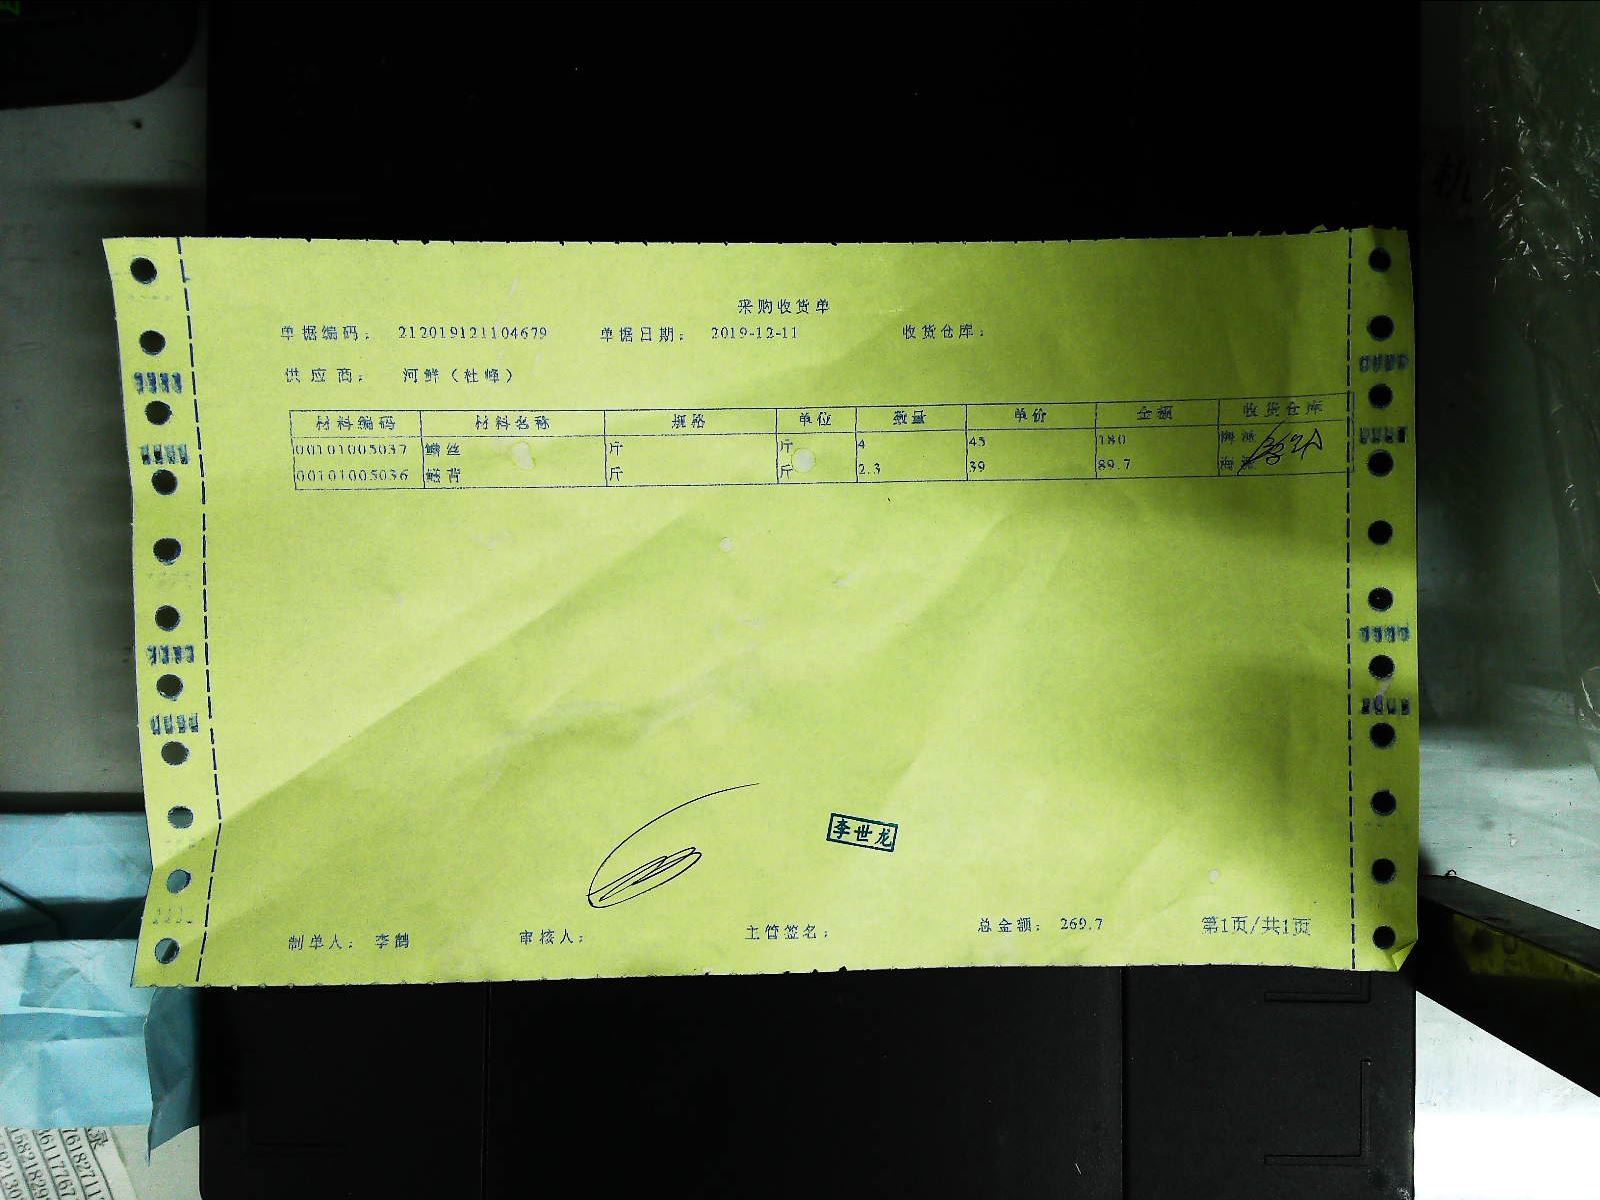 采购收货单
单据编码： 212019121104679 单据日期： 2019-12-11 收货仓库：
供应商： 河鲜（杜峰）
材料编码 材料名称 规格 单位 数量 单价 金额 收货仓库
00101005037 鳝丝 斤 斤 4 45 180
00101005036 鳝背 斤 斤 2.3 39 89.7
李世龙
制单人： 李鹤 审核人： 主管签名： 总金额： 269.7 第1页/共1页